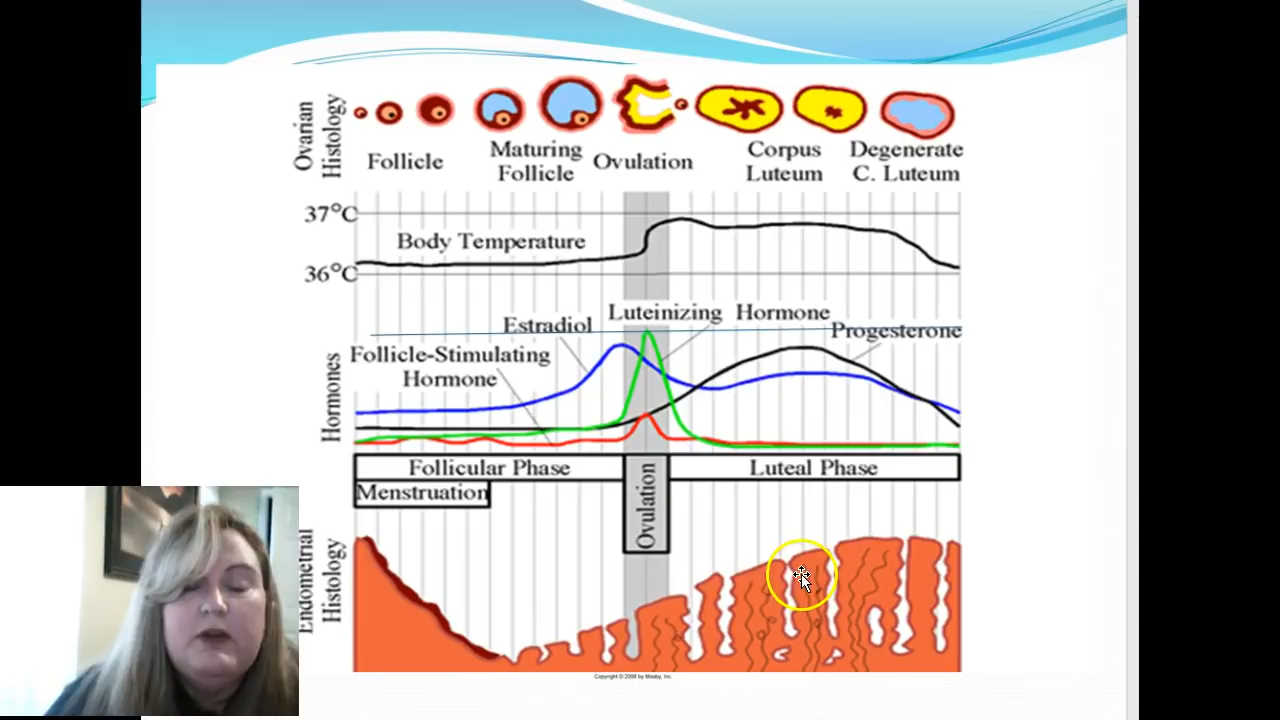 Ovarian
Histology
Follicle
Maturing
Follicle
Ovulation
Corpus
Luteum
Degenerate
C. Luteum
37°C
Body Temperature
36°C
Hormones
Estradiol
Luteinizing Hormone
Progesterone
Follicle-Stimulating
Hormone
Follicular Phase
Luteal Phase
Menstruation
Ovulation
Endometrial
Histology
Copyright © 2006 by Mosby, Inc.